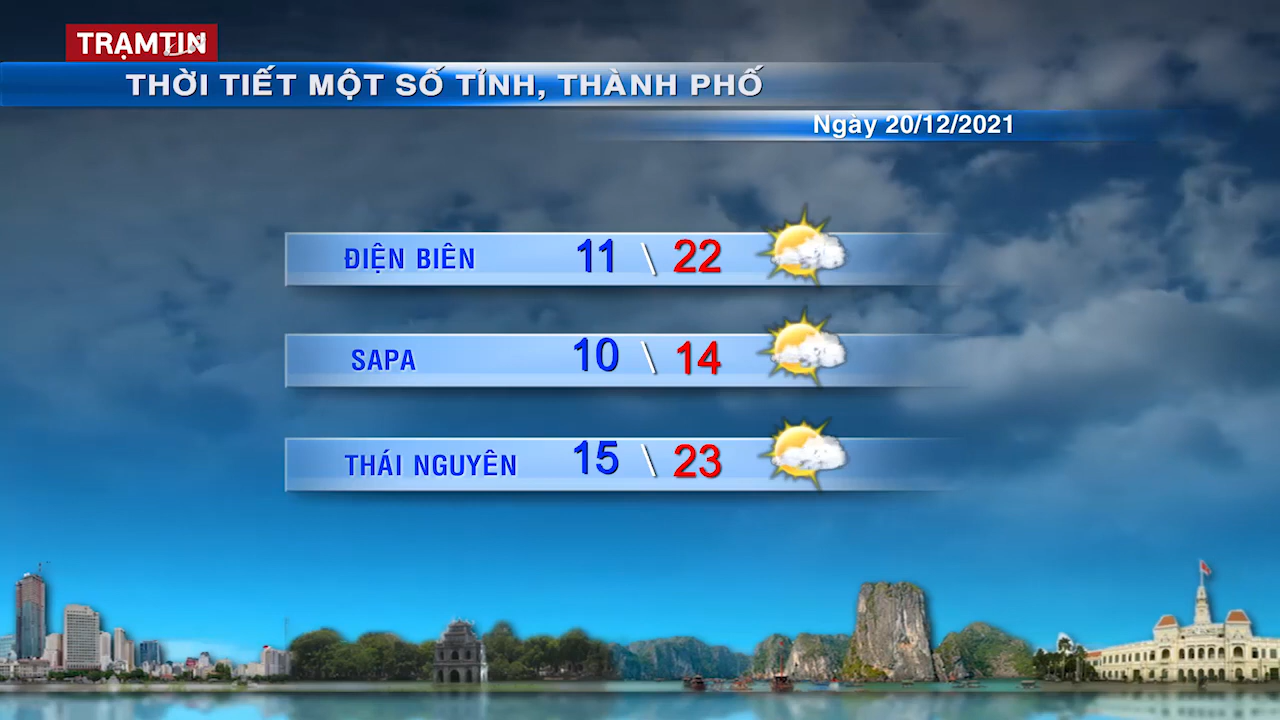 TRẠMTIN
THỜI TIẾT MỘT SỐ TỈNH, THÀNH PHỐ
Ngày 20/12/2021
ĐIỆN BIÊN 11 \ 22
SAPA 10 \ 14
THÁI NGUYÊN 15 \ 23